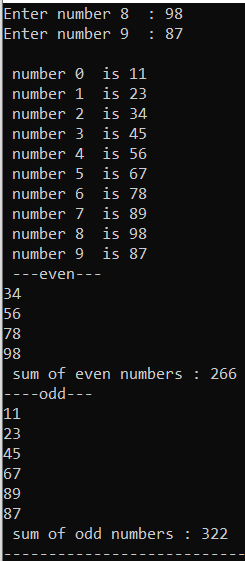 Enter number 8  : 98
Enter number 9  : 87

 number 0  is 11
 number 1  is 23
 number 2  is 34
 number 3  is 45
 number 4  is 56
 number 5  is 67
 number 6  is 78
 number 7  is 89
 number 8  is 98
 number 9  is 87
 ---even---
34
56
78
98
 sum of even numbers : 266
----odd---
11
23
45
67
89
87
 sum of odd numbers : 322
---------------------------